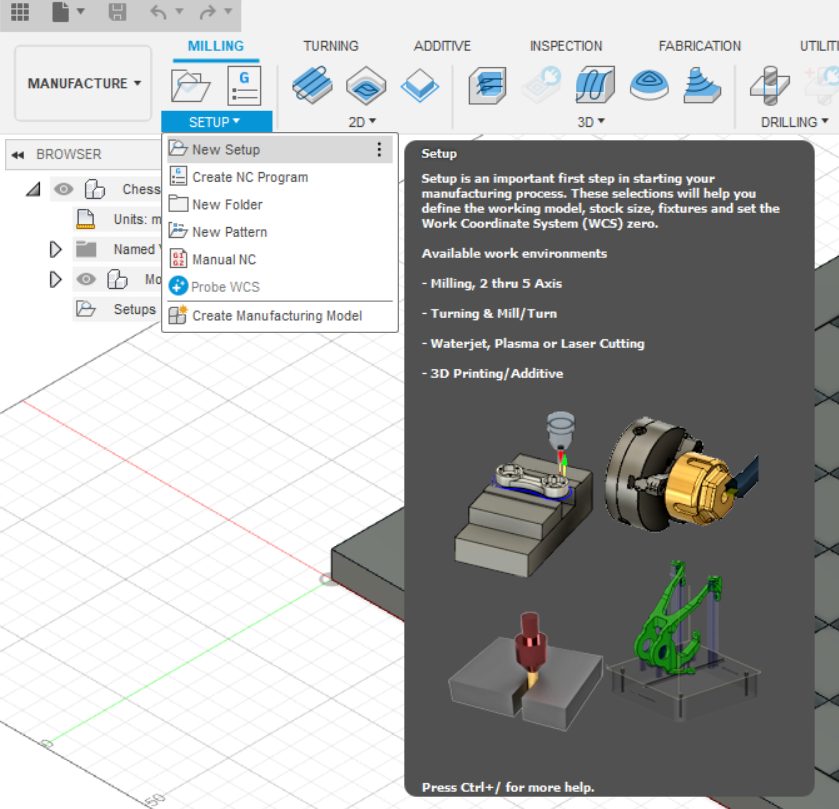 MILLING
TURNING
ADDITIVE
INSPECTION
FABRICATION
MANUFACTURE
G
SETUP
2D
3D
DRILLING
BROWSER
Units:
Named
Setups
New Setup
Create NC Program
New Folder
New Pattern
G1
G2
Manual NC
Probe WCS
Create Manufacturing Model
Setup
Setup is an important first step in starting your
manufacturing process. These selections will help you
define the working model, stock size, fixtures and set the
Work Coordinate System (WCS) zero.
Available work environments
- Milling, 2 thru 5 Axis
- Turning & Mill/Turn
- Waterjet, Plasma or Laser Cutting
- 3D Printing/Additive
Press Ctrl+/ for more help.
50